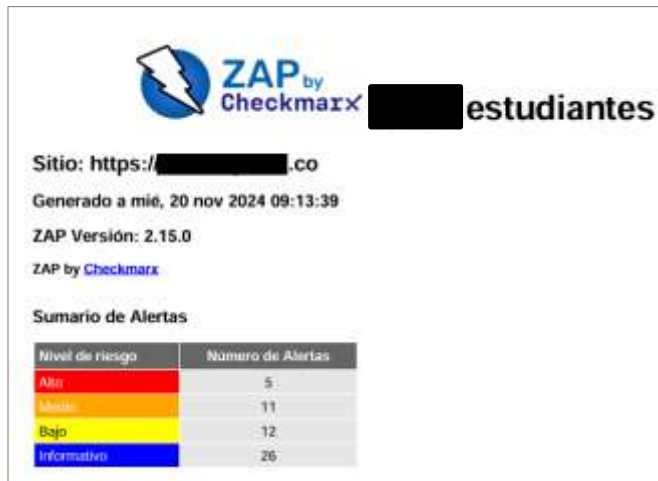 ZAP by
Checkmarx
estudiantes
Sitio: https:/ .co
Generado a mié, 20 nov 2024 09:13:39
ZAP Versión: 2.15.0
ZAP by Checkmarx
Sumario de Alertas
Nivel de riesgo Número de Alertas
Alto 5
Medio 11
Bajo 12
Informativo 26